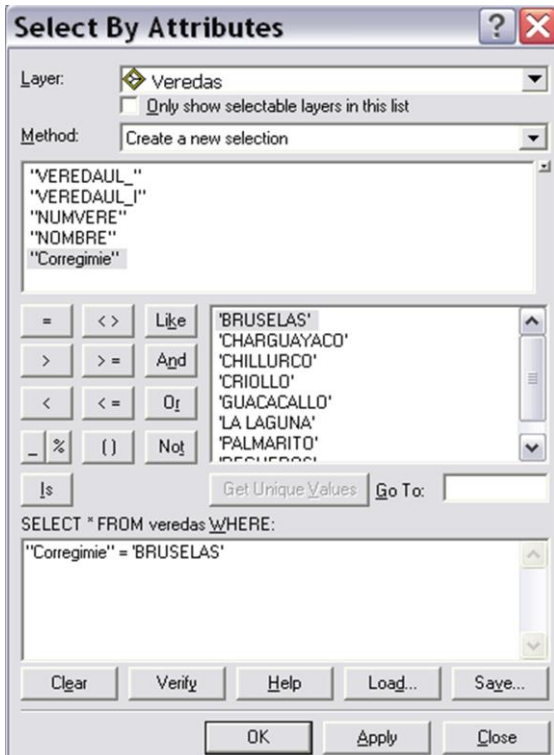 Select By Attributes
Layer: Veredas
Only show selectable layers in this list
Method: Create a new selection
"VEREDAUL_"
"VEREDAUL_I"
"NUMVERE"
"NOMBRE"
"Corregimie"
= <> Like
> >= And
< <= Or
_ % () Not
Is
'BRUSELAS'
'CHARGUAYACO'
'CHILLURCO'
'CRIOLLO'
'GUACACALLO'
'LA LAGUNA'
'PALMARITO'
Get Unique Values Go To:
SELECT * FROM veredas WHERE:
"Corregimie" = 'BRUSELAS'
Clear Verify Help Load... Save...
OK Apply Close